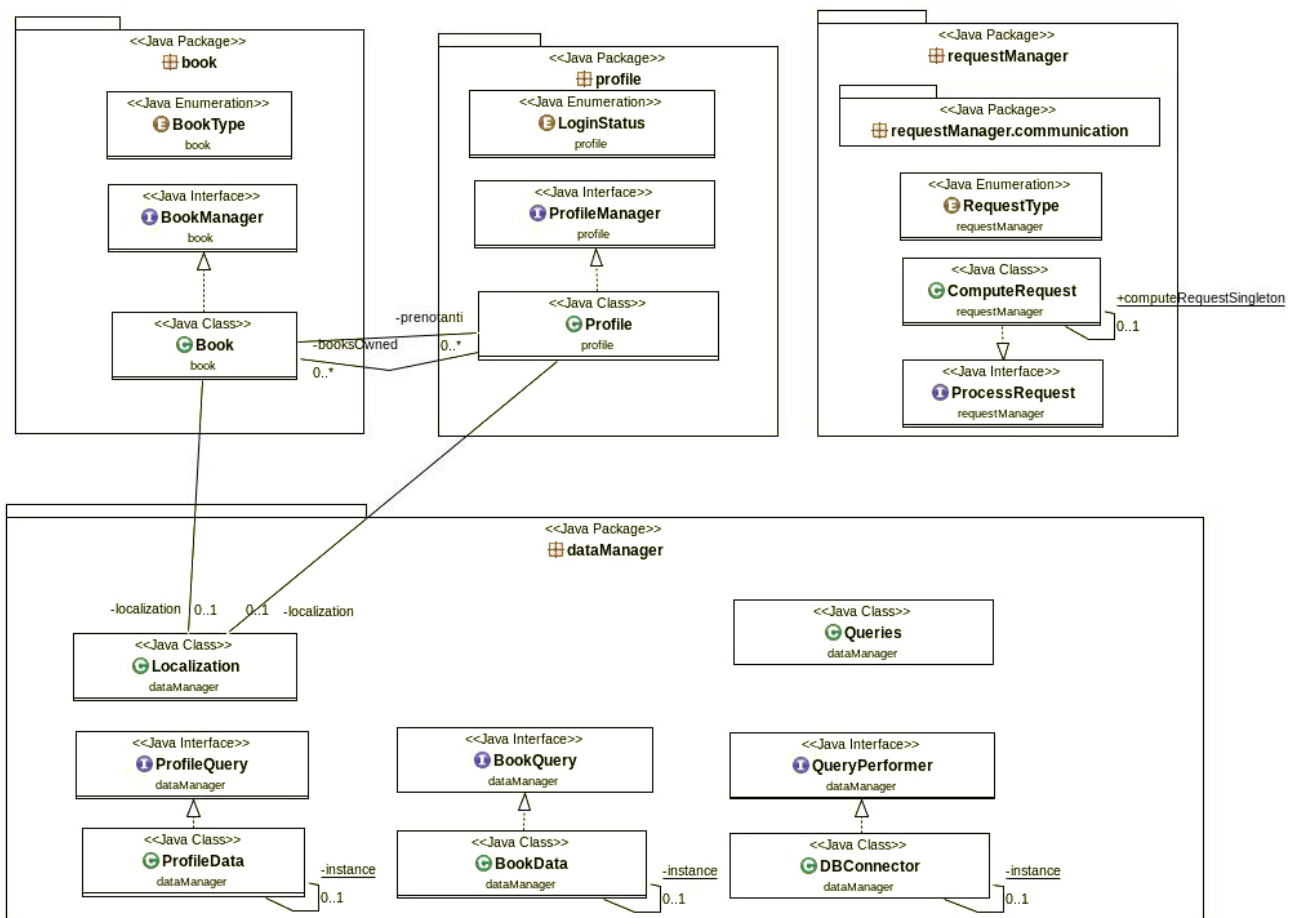 <<Java Package>>
book
<<Java Enumeration>>
BookType
book
<<Java Interface>>
BookManager
book
<<Java Class>>
Book
book
<<Java Package>>
profile
<<Java Enumeration>>
LoginStatus
profile
<<Java Interface>>
ProfileManager
profile
<<Java Class>>
Profile
profile
-prenotanti
0..*
-booksOwned
0..*
<<Java Package>>
requestManager
<<Java Package>>
requestManager.communication
<<Java Enumeration>>
RequestType
requestManager
<<Java Class>>
ComputeRequest
requestManager
+computeRequestSingleton
0..1
<<Java Interface>>
ProcessRequest
requestManager
<<Java Package>>
dataManager
-localization 0..1 0..1 -localization
<<Java Class>>
Localization
dataManager
<<Java Class>>
Queries
dataManager
<<Java Interface>>
ProfileQuery
dataManager
<<Java Interface>>
BookQuery
dataManager
<<Java Interface>>
QueryPerformer
dataManager
<<Java Class>>
ProfileData
dataManager
-instance
0..1
<<Java Class>>
BookData
dataManager
-instance
0..1
<<Java Class>>
DBConnector
dataManager
-instance
0..1